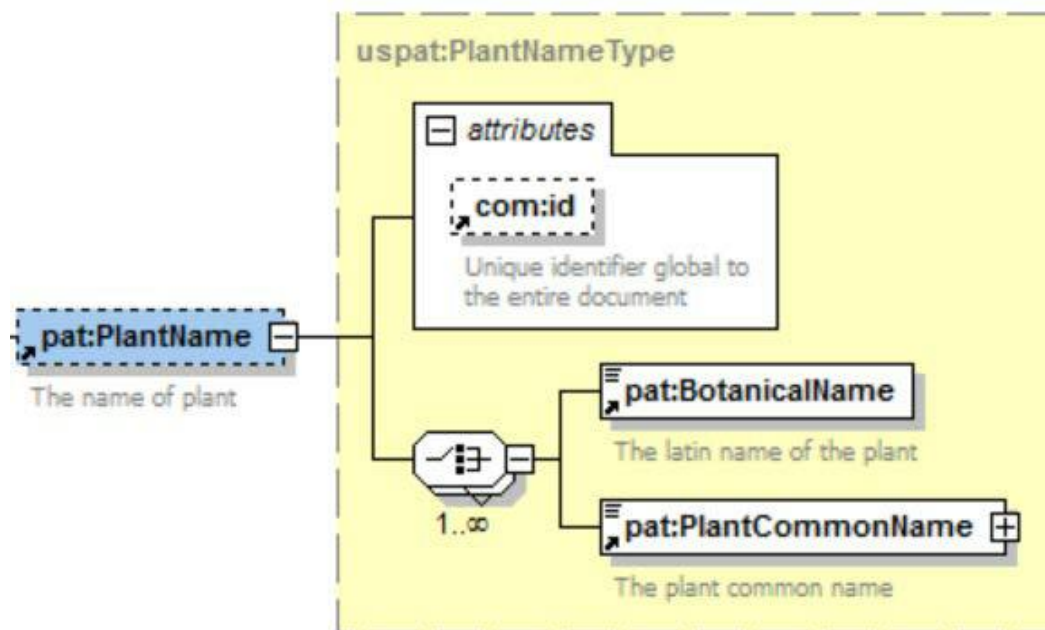 uspat:PlantNameType
attributes
com:id
Unique identifier global to
the entire document
pat:PlantName
The name of plant
pat:BotanicalName
The latin name of the plant
1..∞
pat:PlantCommonName
The plant common name